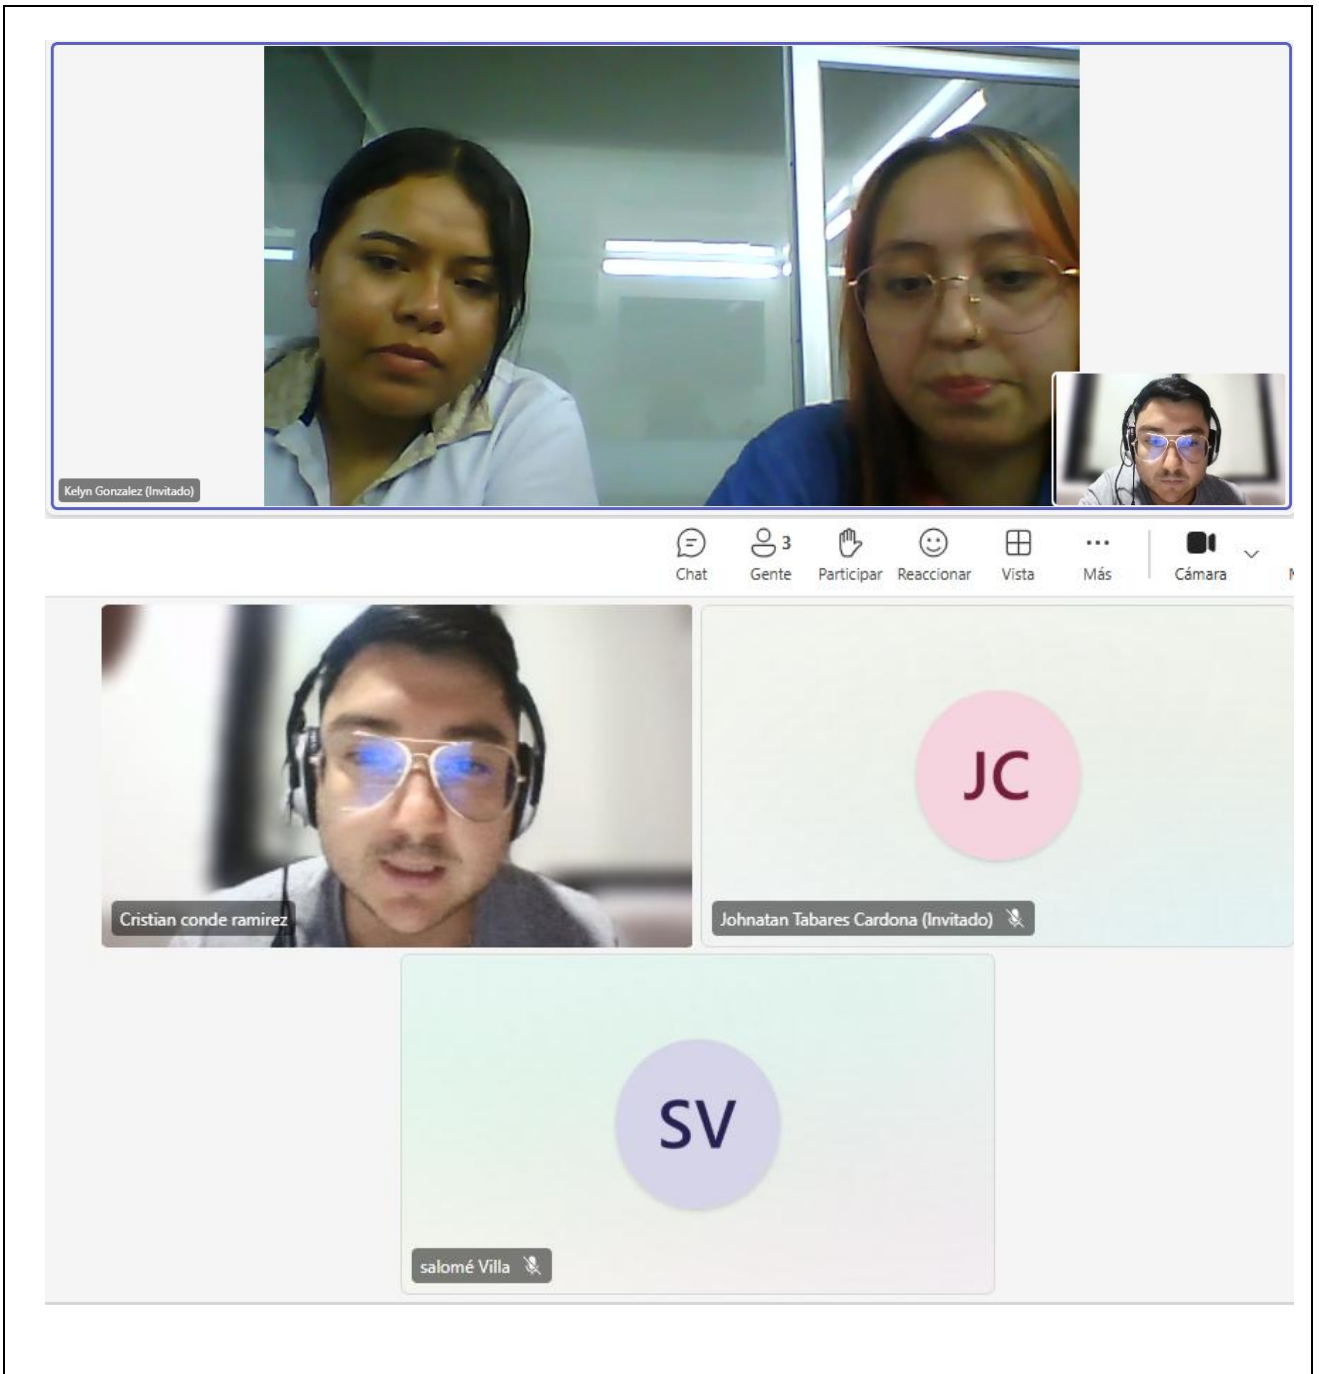 Kelyn Gonzalez (Invitado)
3
Chat Gente Participar Reaccionar Vista Más Cámara
JC
Cristian conde ramirez
Johnatan Tabares Cardona (Invitado)
SV
salomé Villa